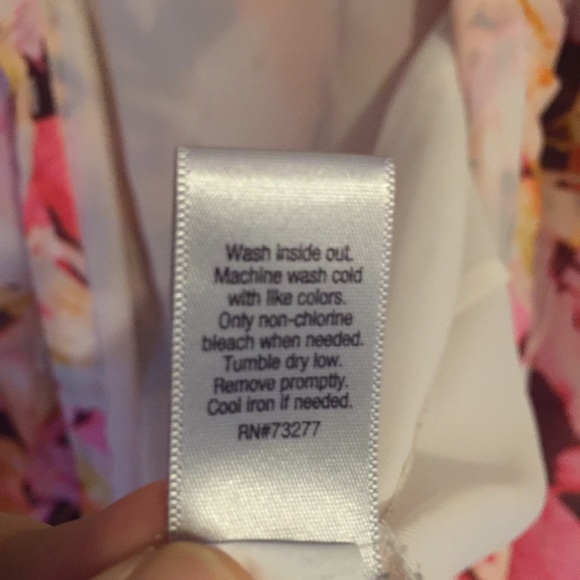 Wash inside out.
Machine wash cold
with like colors.
Only non-chlorine
bleach when needed.
Tumble dry low.
Remove promptly.
Cool iron if needed.
RN#73277